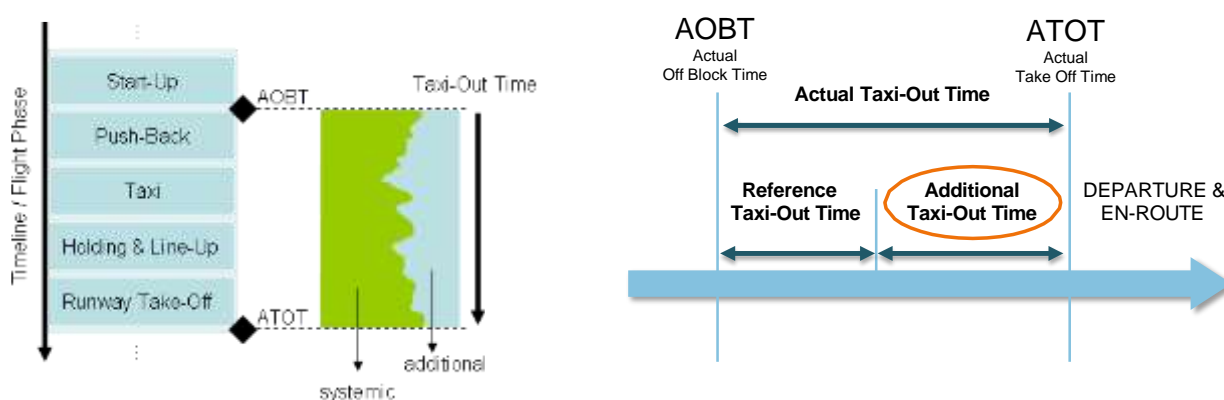 Timeline / Flight Phase
Start-Up
Push-Back
Taxi
Holding & Line-Up
Runway Take-Off
AOBT
ATOT
Taxi-Out Time
additional
systemic
AOBT
Actual
Off Block Time
ATOT
Actual
Take Off Time
Actual Taxi-Out Time
Reference
Taxi-Out Time
Additional
Taxi-Out Time
DEPARTURE &
EN-ROUTE